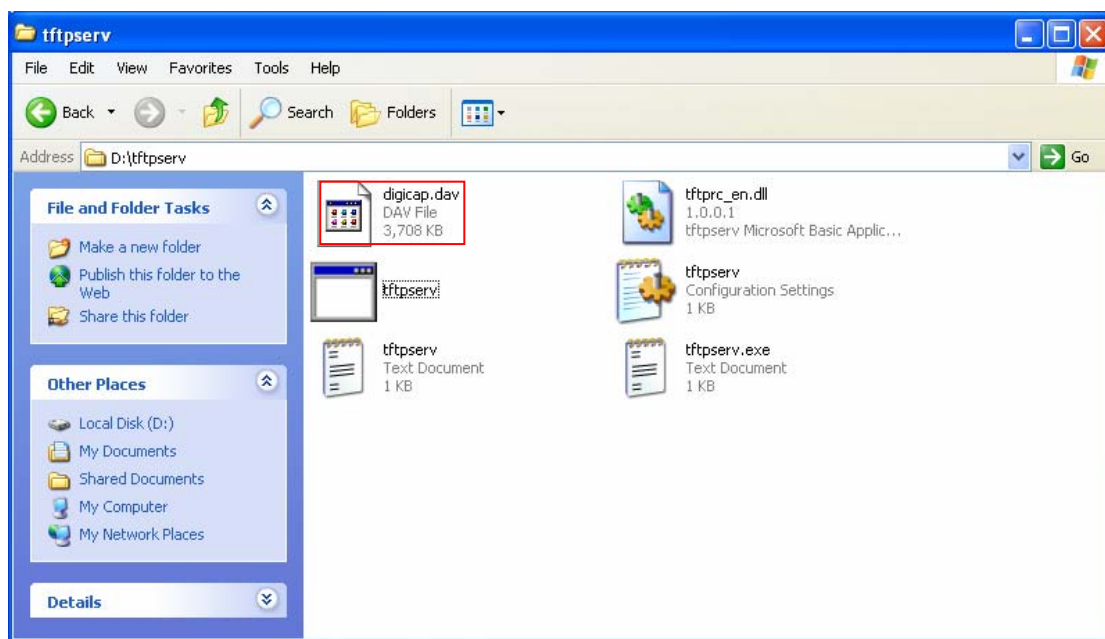 tftpserv
File Edit View Favorites Tools Help
Back Search Folders
Address D:\tftpserv Go
File and Folder Tasks
Make a new folder
Publish this folder to the
Web
Share this folder
Other Places
Local Disk (D:)
My Documents
Shared Documents
My Computer
My Network Places
Details
digicap.dav
DAV File
3,708 KB
tftprc_en.dll
1.0.0.1
tftpserv Microsoft Basic Applic...
tftpserv
tftpserv
Configuration Settings
1 KB
tftpserv
Text Document
1 KB
tftpserv.exe
Text Document
1 KB